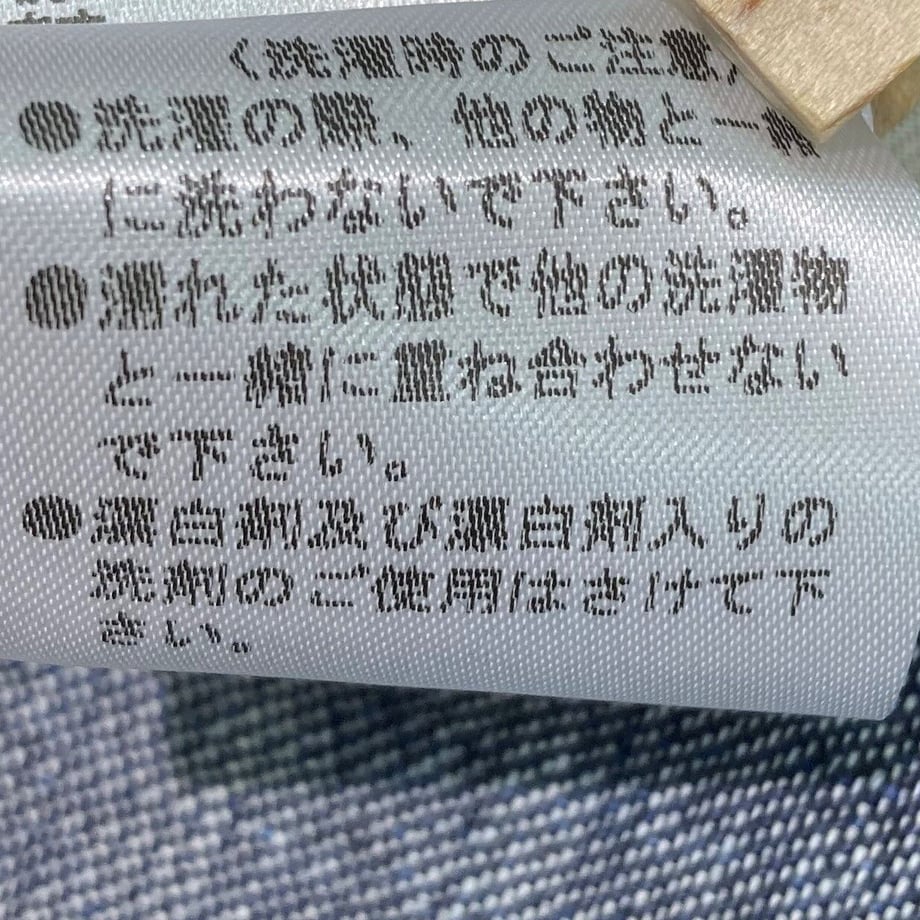 〈洗濯時のご注意〉
●洗濯の際、他の物と一緒
に洗わないで下さい。
●濡れた状態で他の洗濯物
と一緒に重ね合わせない
で下さい。
●漂白剤及び漂白剤入りの
洗剤のご使用はさけて下
さい。